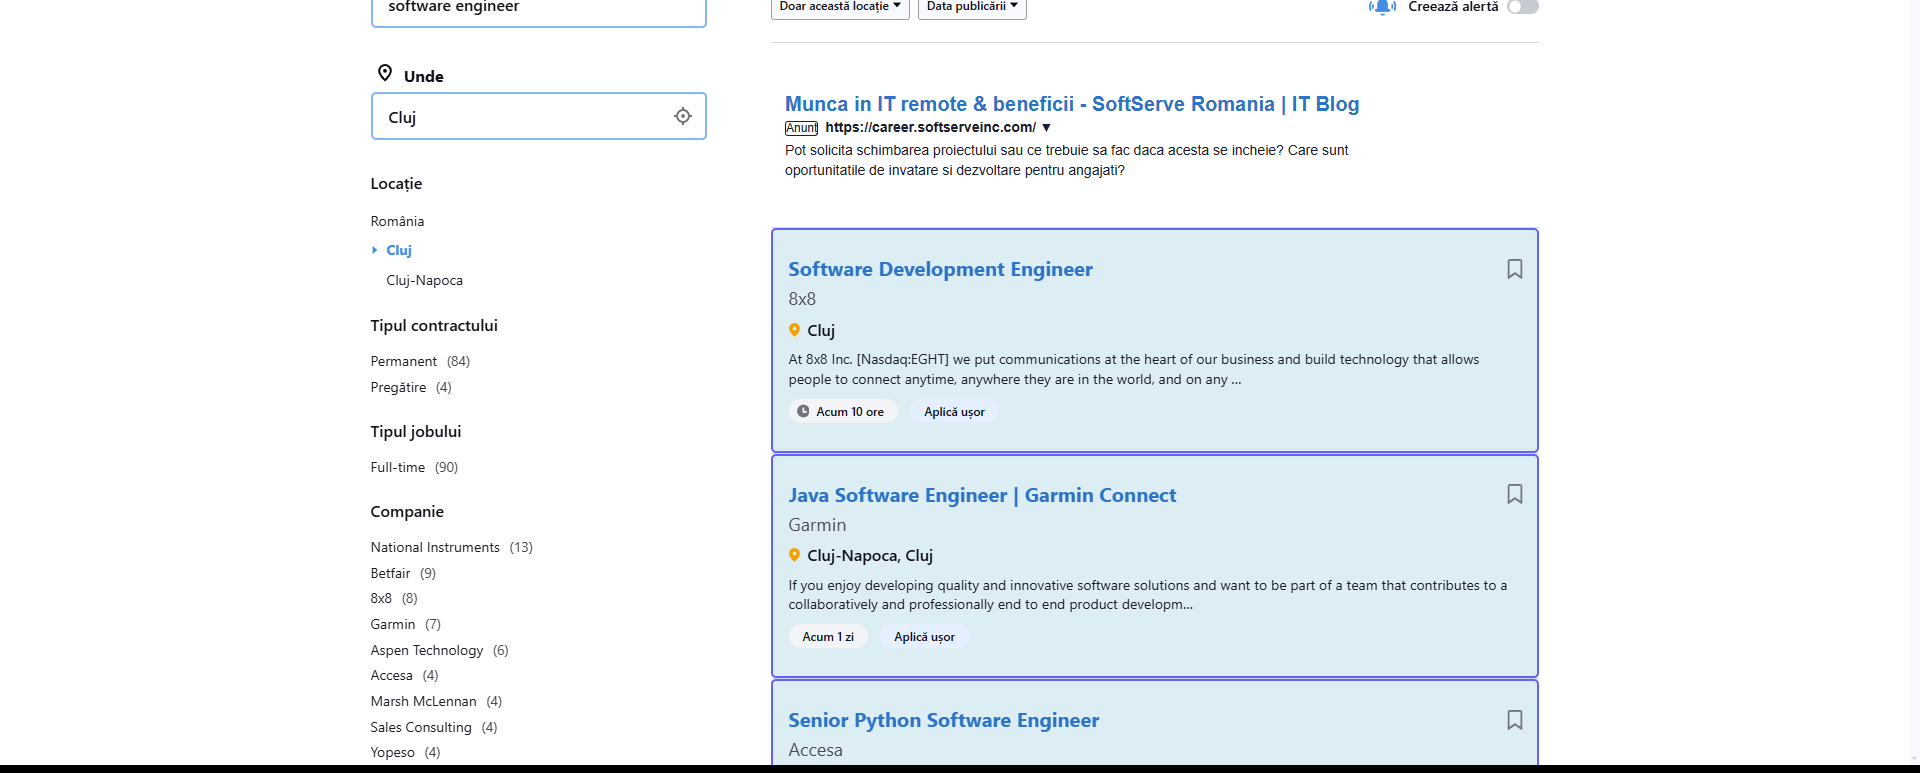 software engineer
Unde
Cluj
Locație
România
Cluj
Cluj-Napoca
Tipul contractului
Permanent (84)
Pregătire (4)
Tipul jobului
Full-time (90)
Companie
National Instruments (13)
Betfair (9)
8x8 (8)
Garmin (7)
Aspen Technology (6)
Accesa (4)
Marsh McLennan (4)
Sales Consulting (4)
Yopeso (4)
Doar această locație Data publicării Creează alertă
Munca in IT remote & beneficii - SoftServe Romania | IT Blog
Anunt https://career.softserveinc.com/
Pot solicita schimbarea proiectului sau ce trebuie sa fac daca acesta se incheie? Care sunt
oportunitatile de invatare si dezvoltare pentru angajati?
Software Development Engineer
8x8
Cluj
At 8x8 Inc. [Nasdaq:EGHT] we put communications at the heart of our business and build technology that allows
people to connect anytime, anywhere they are in the world, and on any ...
Acum 10 ore Aplică ușor
Java Software Engineer | Garmin Connect
Garmin
Cluj-Napoca, Cluj
If you enjoy developing quality and innovative software solutions and want to be part of a team that contributes to a
collaboratively and professionally end to end product developm...
Acum 1 zi Aplică ușor
Senior Python Software Engineer
Accesa